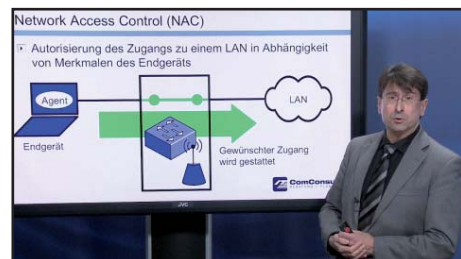 Network Access Control (NAC)
Autorisierung des Zugangs zu einem LAN in Abhängigkeit
von Merkmalen des Endgeräts
Agent
LAN
Endgerät
Gewünschter Zugang
wird gestattet
ComConsult
JVC